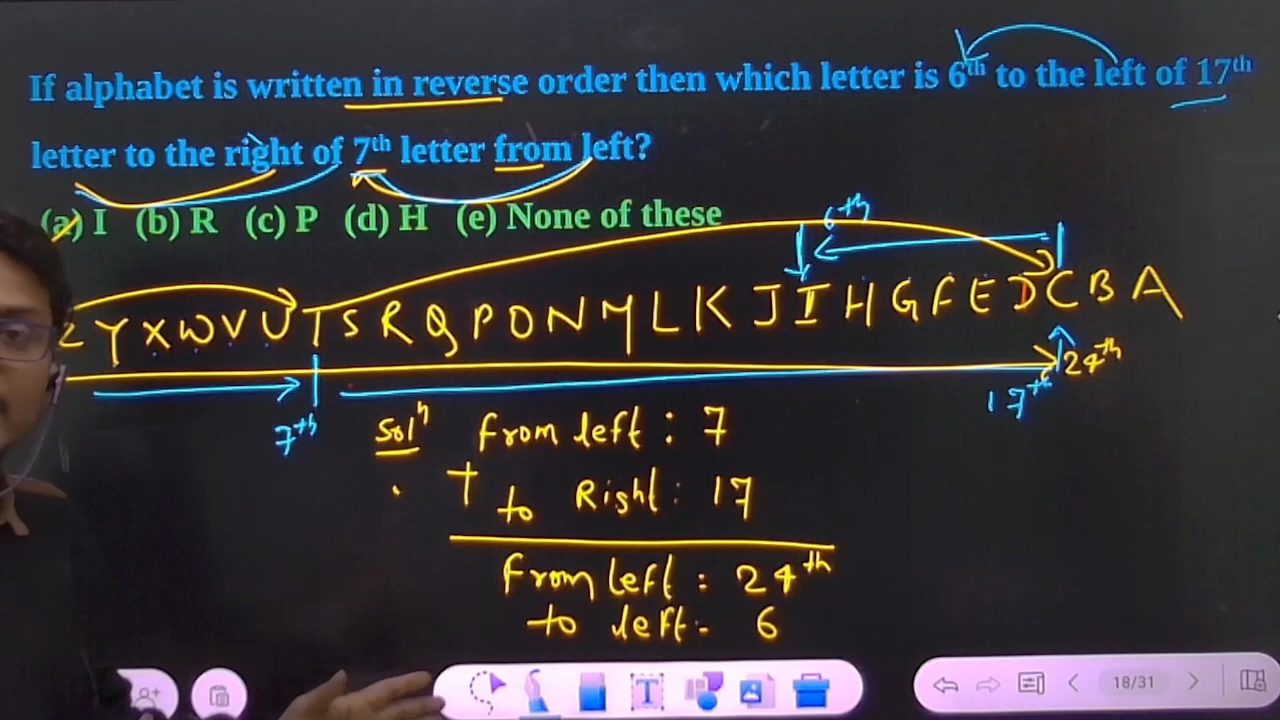 If alphabet is written in reverse order then which letter is 6th to the left of 17th
letter to the right of 7th letter from left?
(a) I (b) R (c) P (d) H (e) None of these
6th
Z Y X W V U T S R Q P O N M L K J I H G F E D C B A
7th
17th
24th
Soln
From left : 7
+ to Right : 17
From left : 24th
to left - 6
18/31